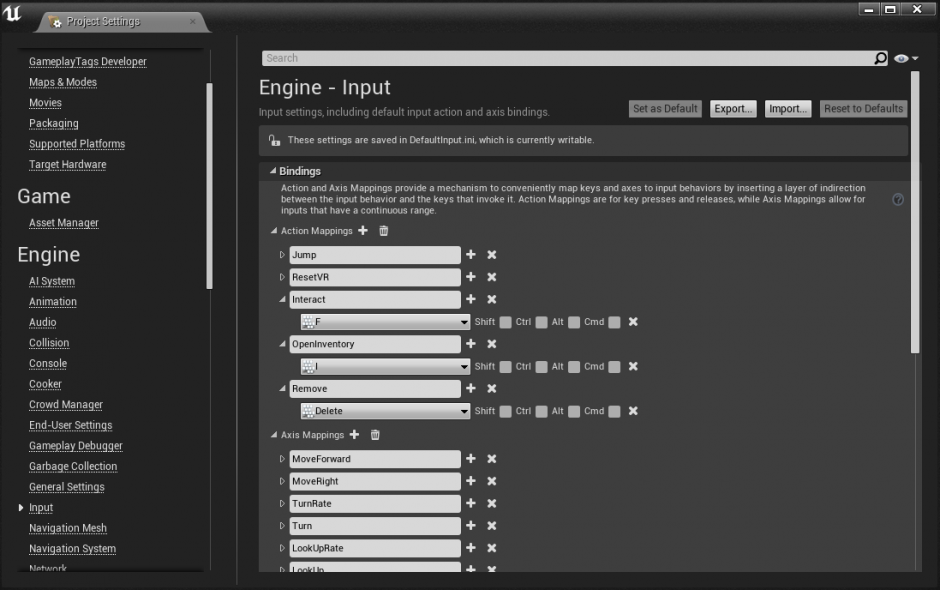 Project Settings
GameplayTags Developer
Maps & Modes
Movies
Packaging
Supported Platforms
Target Hardware
Game
Asset Manager
Engine
AI System
Animation
Audio
Collision
Console
Cooker
Crowd Manager
End-User Settings
Gameplay Debugger
Garbage Collection
General Settings
Input
Navigation Mesh
Navigation System
Network
Search
Engine - Input
Input settings, including default input action and axis bindings.
Set as Default Export... Import... Reset to Defaults
These settings are saved in DefaultInput.ini, which is currently writable.
Bindings
Action and Axis Mappings provide a mechanism to conveniently map keys and axes to input behaviors by inserting a layer of indirection
between the input behavior and the keys that invoke it. Action Mappings are for key presses and releases, while Axis Mappings allow for
inputs that have a continuous range.
Action Mappings
Jump
ResetVR
Interact
F Shift Ctrl Alt Cmd
OpenInventory
I Shift Ctrl Alt Cmd
Remove
Delete Shift Ctrl Alt Cmd
Axis Mappings
MoveForward
MoveRight
TurnRate
Turn
LookUpRate
LookUp